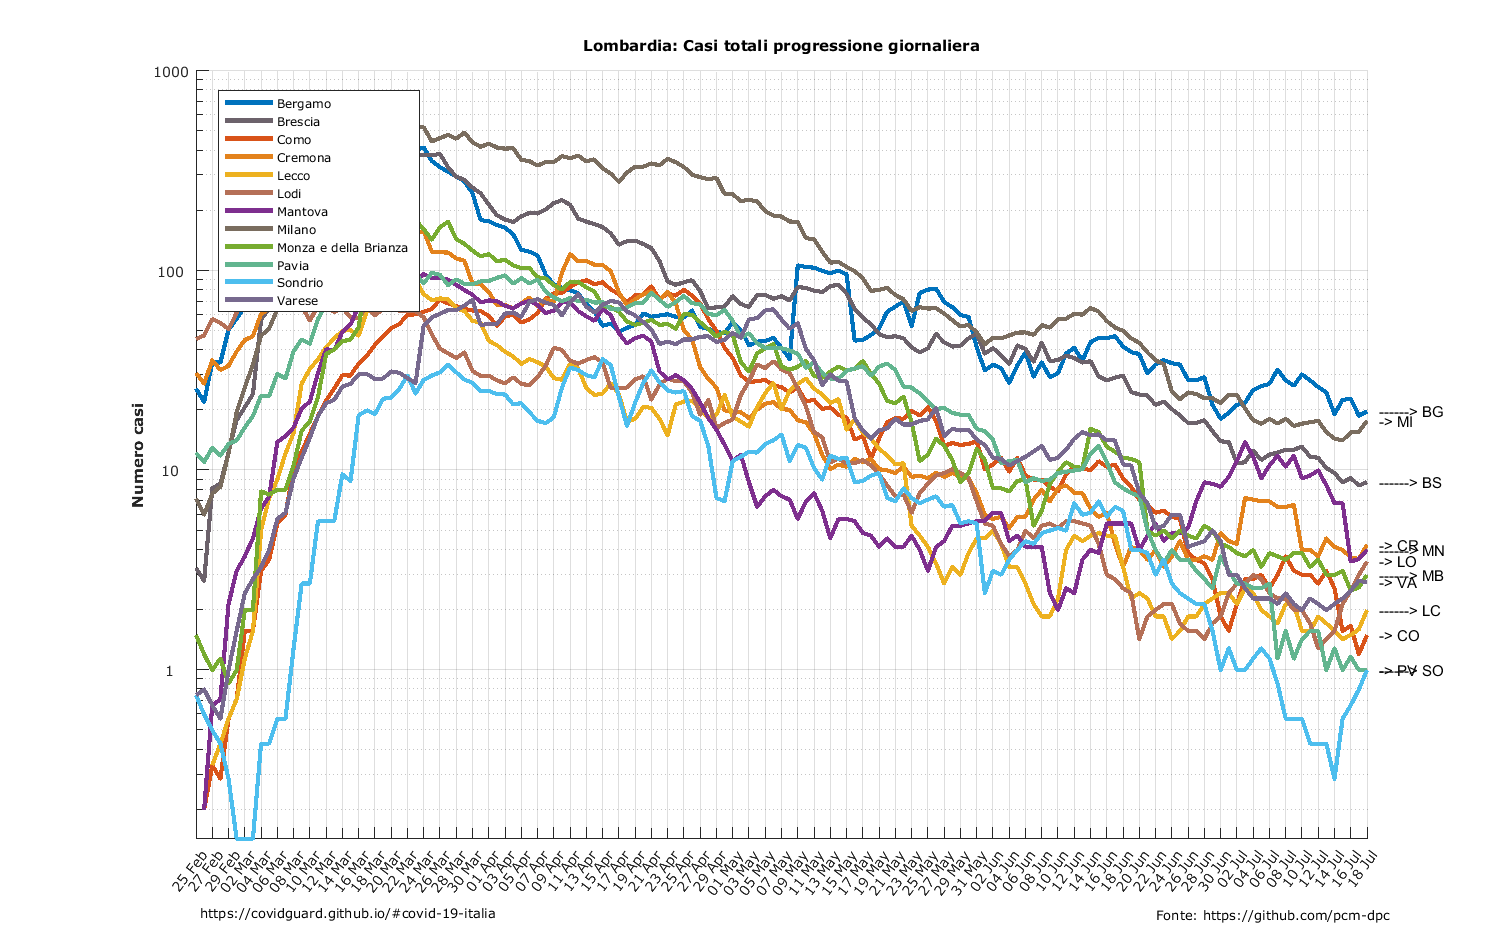 Lombardia: Casi totali progressione giornaliera
1000
100
10
1
Numero casi
Bergamo
Brescia
Como
Cremona
Lecco
Lodi
Mantova
Milano
Monza e della Brianza
Pavia
Sondrio
Varese
------> BG
-> MI
------> BS
-> CR
------> MN
-> LO
------> MB
-> VA
------> LC
-> CO
-> PV
------> SO
25 Feb
27 Feb
29 Feb
02 Mar
04 Mar
06 Mar
08 Mar
10 Mar
12 Mar
14 Mar
16 Mar
18 Mar
20 Mar
22 Mar
24 Mar
26 Mar
28 Mar
30 Mar
01 Apr
03 Apr
05 Apr
07 Apr
09 Apr
11 Apr
13 Apr
15 Apr
17 Apr
19 Apr
21 Apr
23 Apr
25 Apr
27 Apr
29 Apr
01 May
03 May
05 May
07 May
09 May
11 May
13 May
15 May
17 May
19 May
21 May
23 May
25 May
27 May
29 May
31 May
02 Jun
04 Jun
06 Jun
08 Jun
10 Jun
12 Jun
14 Jun
16 Jun
18 Jun
20 Jun
22 Jun
24 Jun
26 Jun
28 Jun
30 Jun
02 Jul
04 Jul
06 Jul
08 Jul
10 Jul
12 Jul
14 Jul
16 Jul
18 Jul
https://covidguard.github.io/#covid-19-italia
Fonte: https://github.com/pcm-dpc